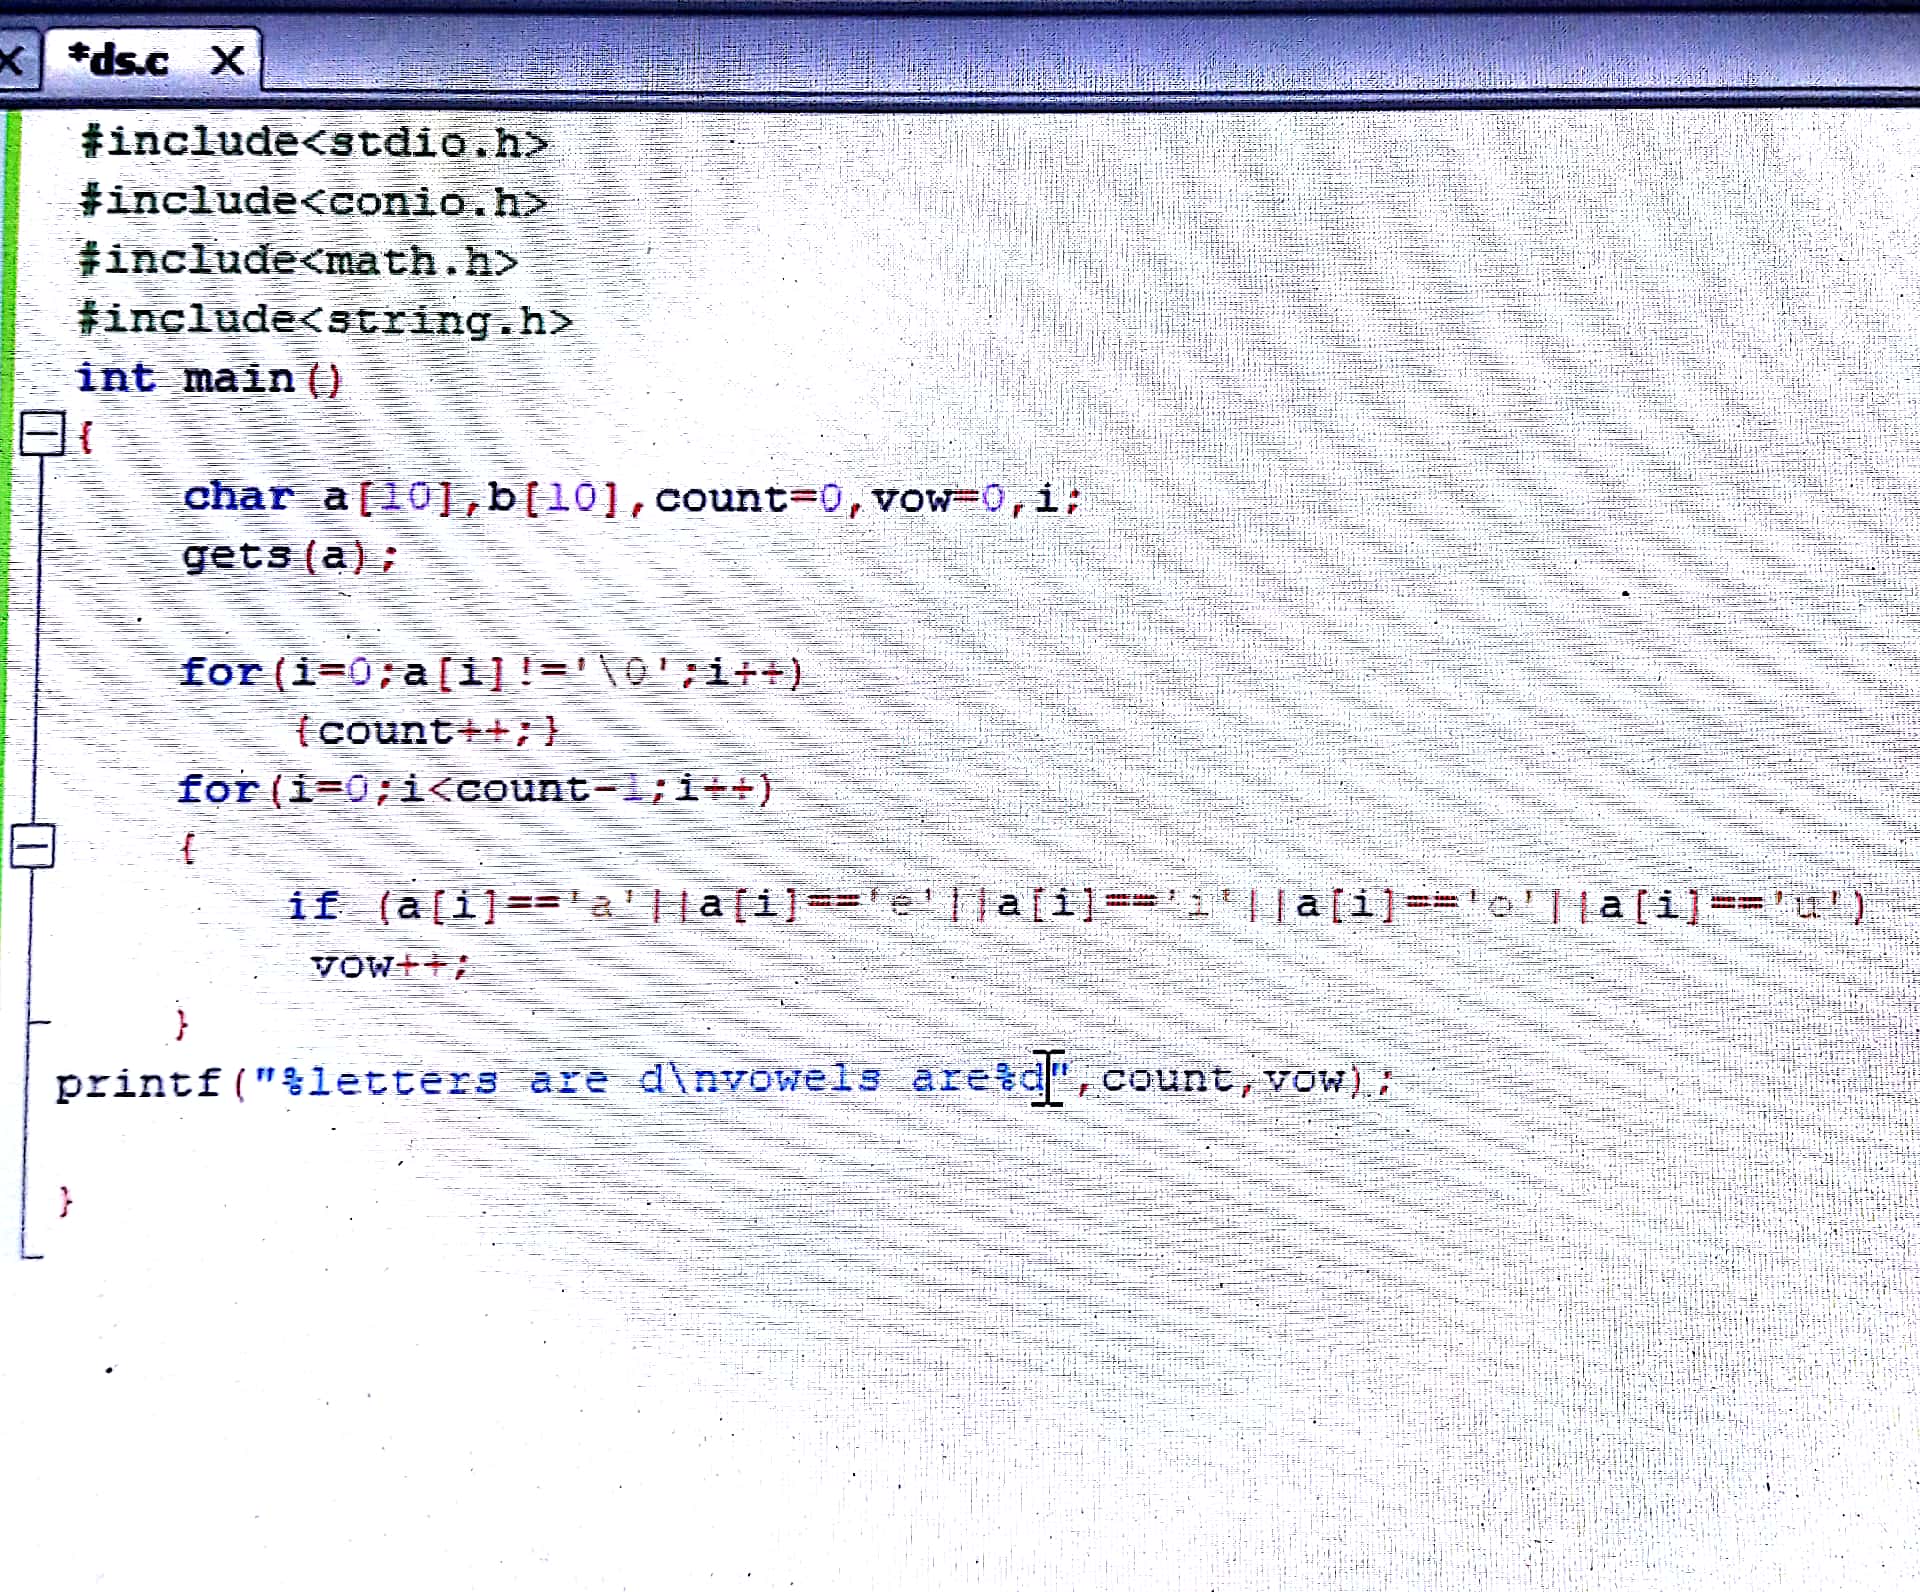 X *ds.c X
#include<stdio.h>
#include<conio.h>
#include<math.h>
#include<string.h>
int main()
{
char a[10],b[10],count=0,vow=0,i;
gets(a);
for(i=0;a[i]!='\0';i++)
{count++;}
for(i=0;i<count-1;i++)
{
if (a[i]=='a'||a[i]=='e'||a[i]=='i'||a[i]=='o'||a[i]=='u')
vow++;
}
printf("%letters are d\nvowels are%d",count,vow);
}